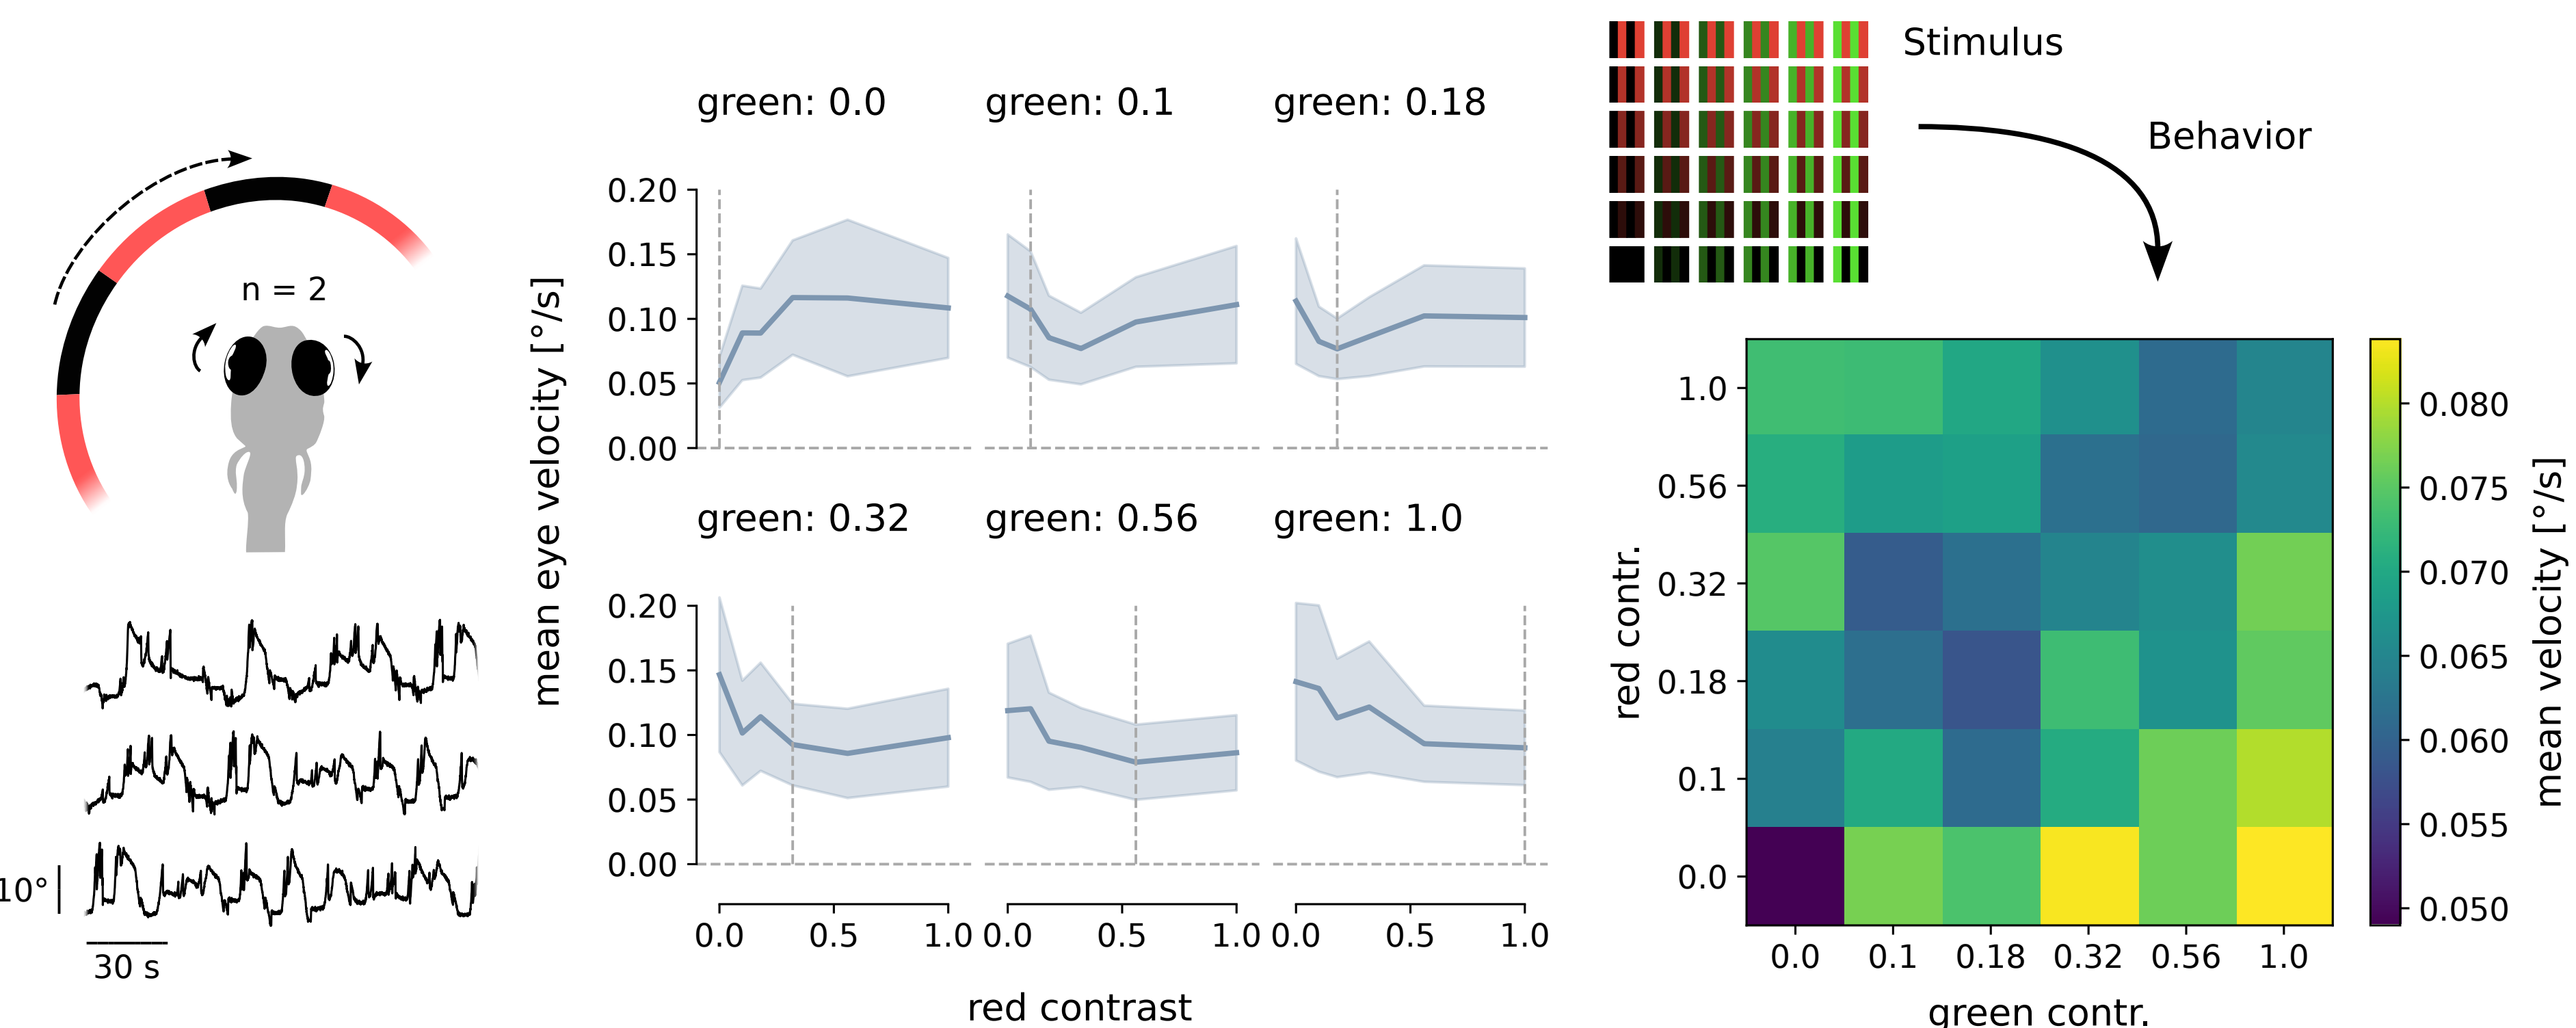 n = 2
10°
30 s
mean eye velocity [°/s]
green: 0.0
green: 0.1
green: 0.18
0.20
0.15
0.10
0.05
0.00
green: 0.32
green: 0.56
green: 1.0
0.20
0.15
0.10
0.05
0.00
0.0 0.5 1.0
0.0 0.5 1.0
0.0 0.5 1.0
red contrast
Stimulus
Behavior
red contr.
1.0
0.56
0.32
0.18
0.1
0.0
0.0 0.1 0.18 0.32 0.56 1.0
green contr.
0.080
0.075
0.070
0.065
0.060
0.055
0.050
mean velocity [°/s]